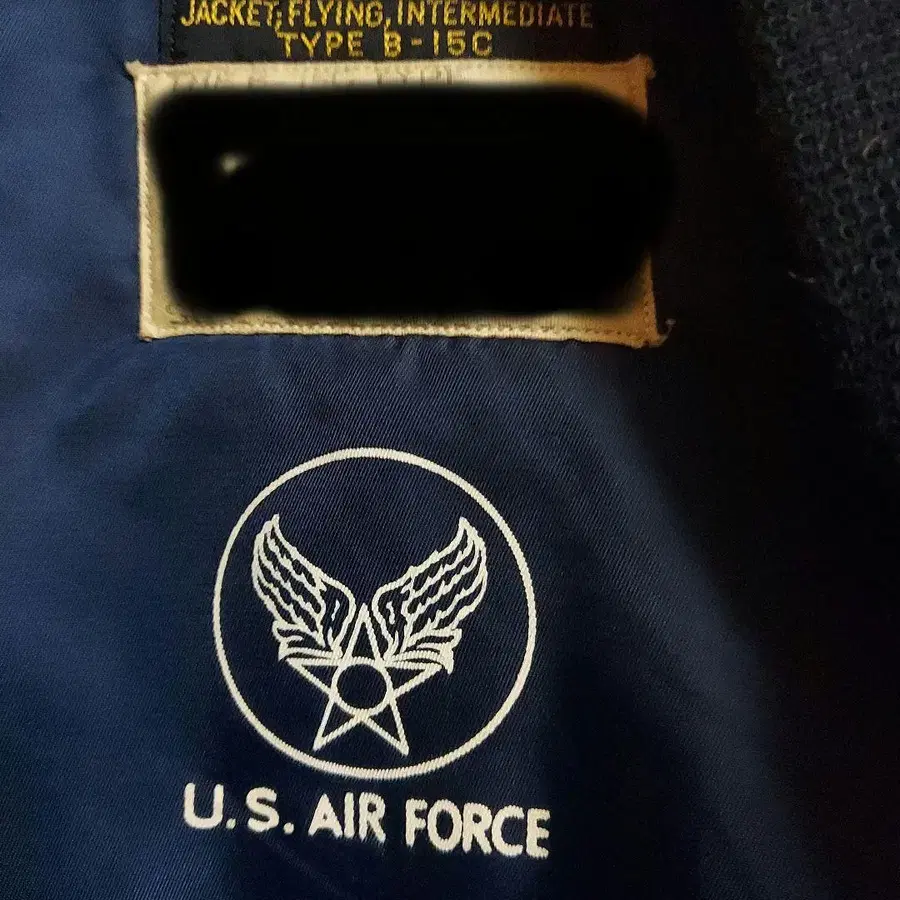 JACKET, FLYING, INTERMEDIATE
TYPE B-15C
U.S. AIR FORCE